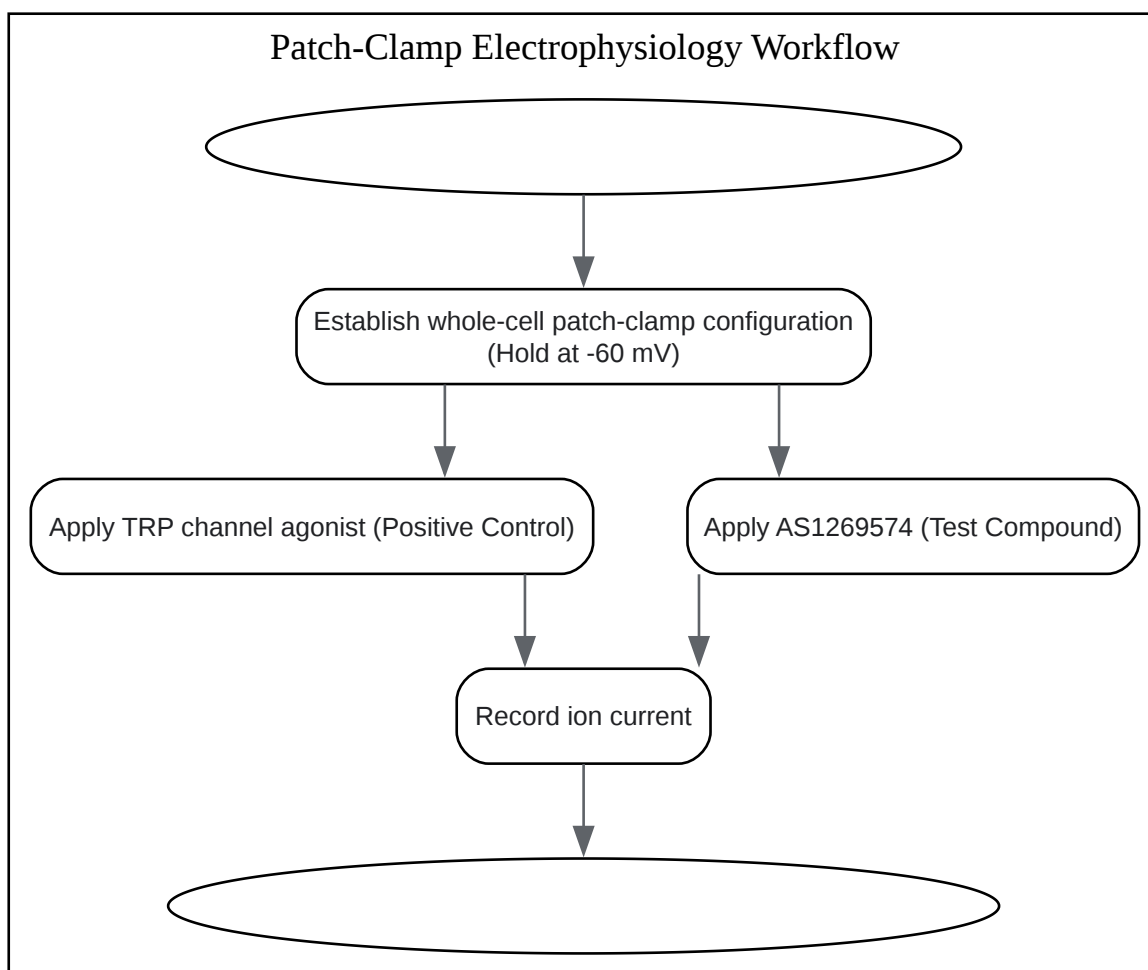 Patch-Clamp Electrophysiology Workflow
Establish whole-cell patch-clamp configuration
(Hold at -60 mV)
Apply TRP channel agonist (Positive Control)
Apply AS1269574 (Test Compound)
Record ion current